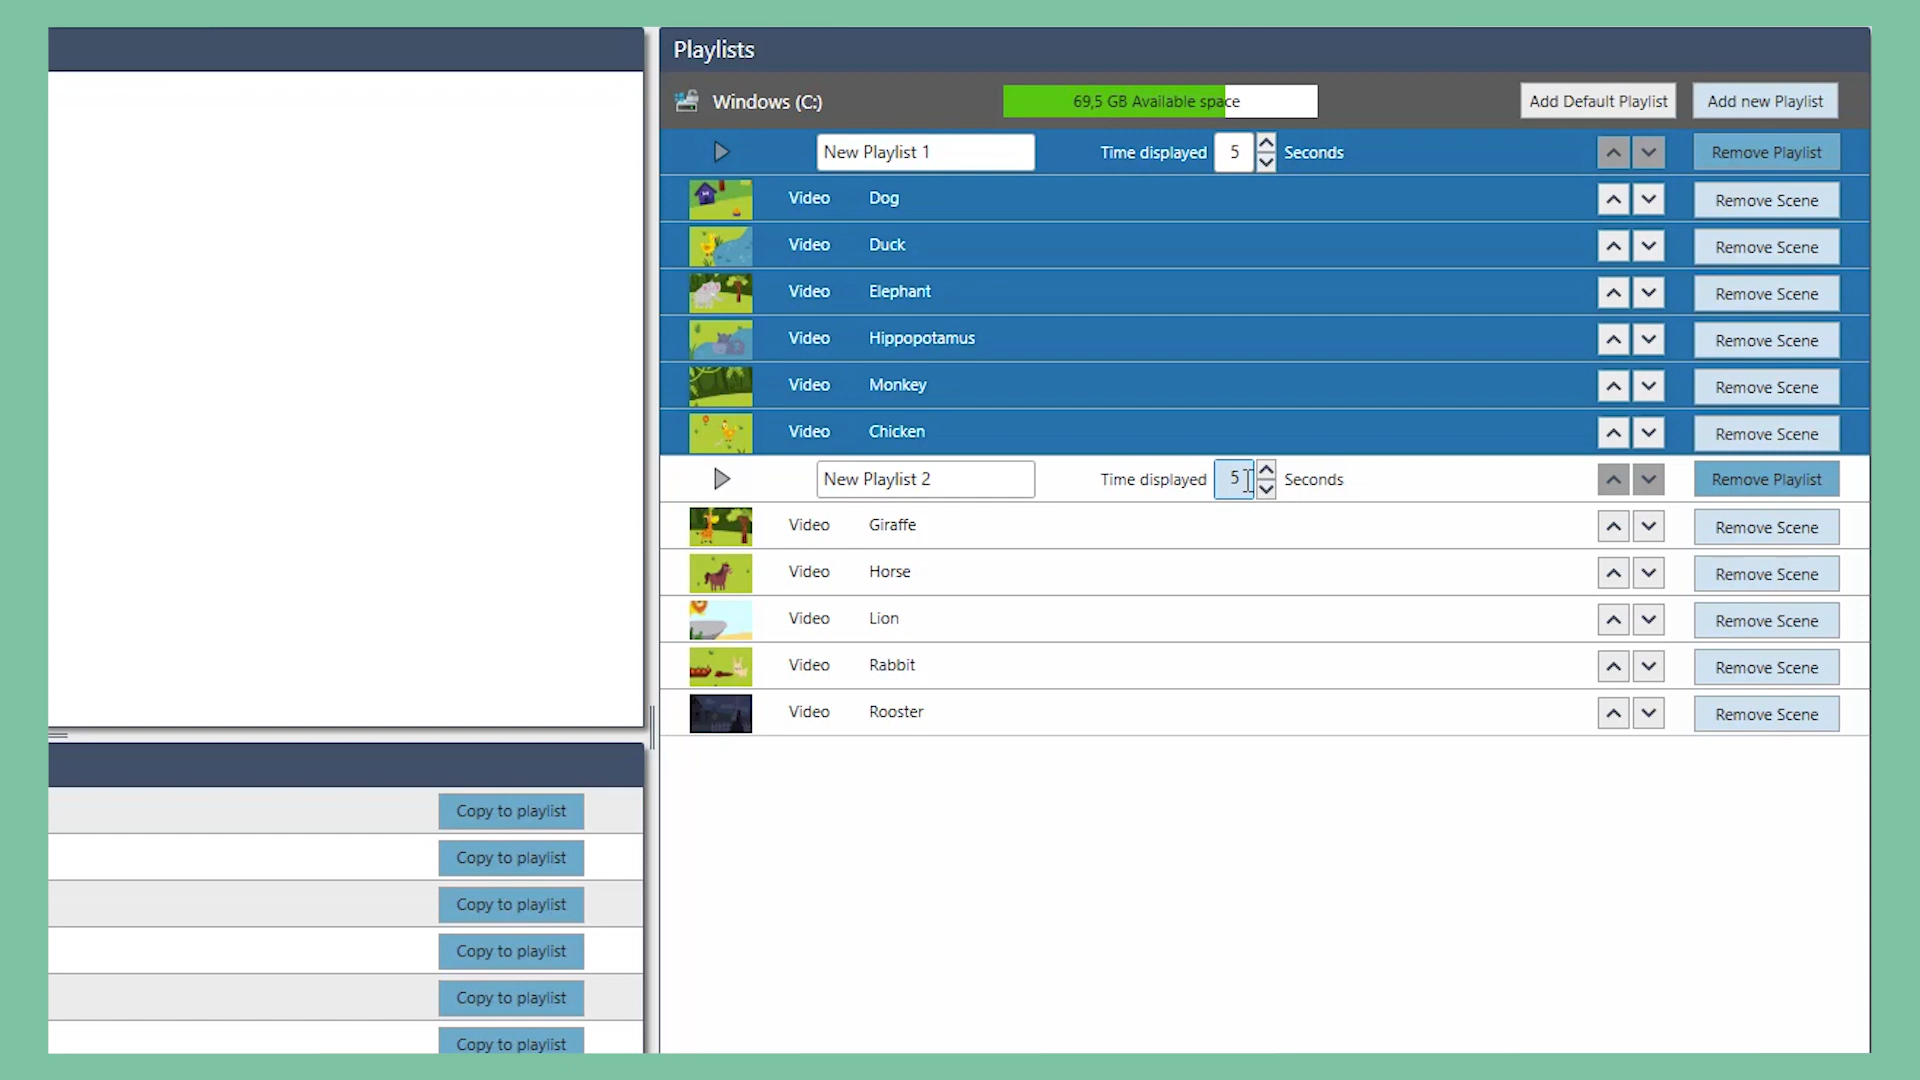 Playlists
Windows (C:) 69,5 GB Available space Add Default Playlist Add new Playlist
New Playlist 1 Time displayed 5 Seconds Remove Playlist
Video Dog Remove Scene
Video Duck Remove Scene
Video Elephant Remove Scene
Video Hippopotamus Remove Scene
Video Monkey Remove Scene
Video Chicken Remove Scene
New Playlist 2 Time displayed 5 Seconds Remove Playlist
Video Giraffe Remove Scene
Video Horse Remove Scene
Video Lion Remove Scene
Video Rabbit Remove Scene
Video Rooster Remove Scene
Copy to playlist
Copy to playlist
Copy to playlist
Copy to playlist
Copy to playlist
Copy to playlist